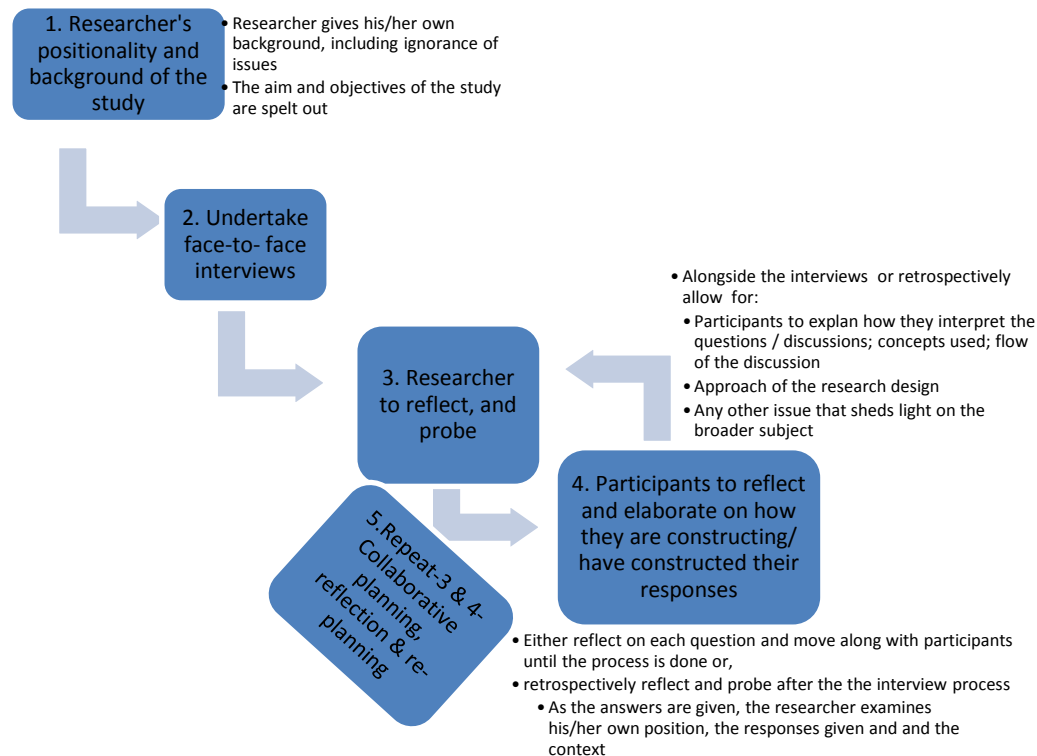 1. Researcher's
positionality and
background of the
study
• Researcher gives his/her own
background, including ignorance of
issues
• The aim and objectives of the study
are spelt out
2. Undertake
face-to- face
interviews
3. Researcher
to reflect, and
probe
• Alongside the interviews or retrospectively
allow for:
• Participants to explan how they interpret the
questions / discussions; concepts used; flow
of the discussion
• Approach of the research design
• Any other issue that sheds light on the
broader subject
4. Participants to reflect
and elaborate on how
they are constructing/
have constructed their
responses
5.Repeat-3 & 4-
Collaborative
planning,
reflection & re-
planning
• Either reflect on each question and move along with participants
until the process is done or,
• retrospectively reflect and probe after the the interview process
• As the answers are given, the researcher examines
his/her own position, the responses given and and the
context